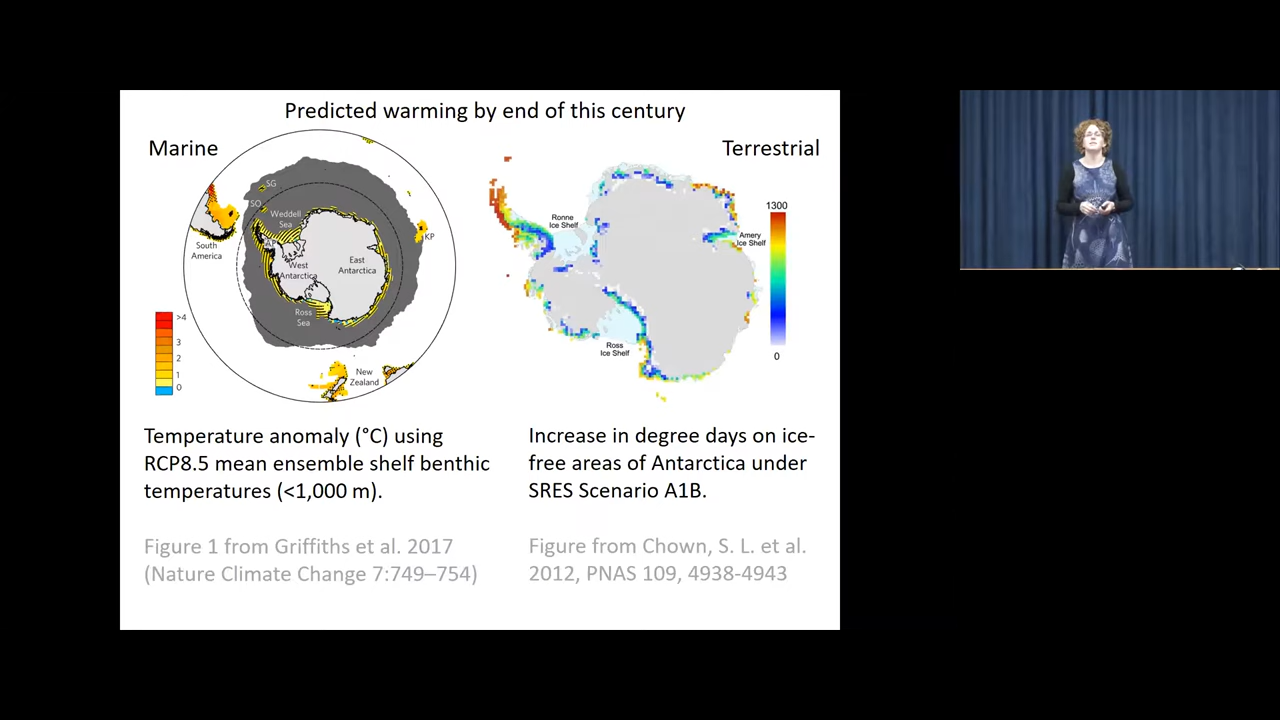 Predicted warming by end of this century
Marine
Terrestrial
SG
SO
Weddell
Sea
AP
KP
South
America
West
Antarctica
East
Antarctica
Ross
Sea
New
Zealand
>4
3
2
1
0
Ronne
Ice Shelf
Amery
Ice Shelf
Ross
Ice Shelf
1300
0
Temperature anomaly (°C) using
RCP8.5 mean ensemble shelf benthic
temperatures (<1,000 m).
Increase in degree days on ice-
free areas of Antarctica under
SRES Scenario A1B.
Figure 1 from Griffiths et al. 2017
(Nature Climate Change 7:749–754)
Figure from Chown, S. L. et al.
2012, PNAS 109, 4938-4943